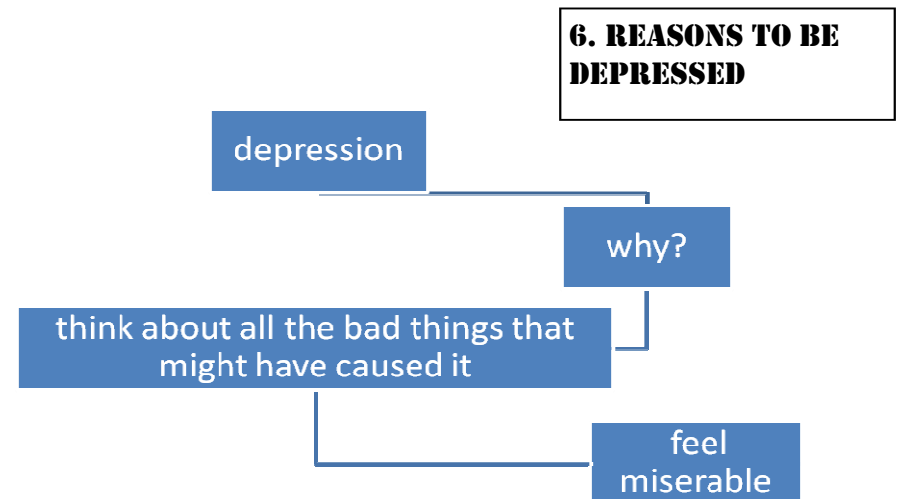 6. REASONS TO BE
DEPRESSED
depression
why?
think about all the bad things that
might have caused it
feel
miserable